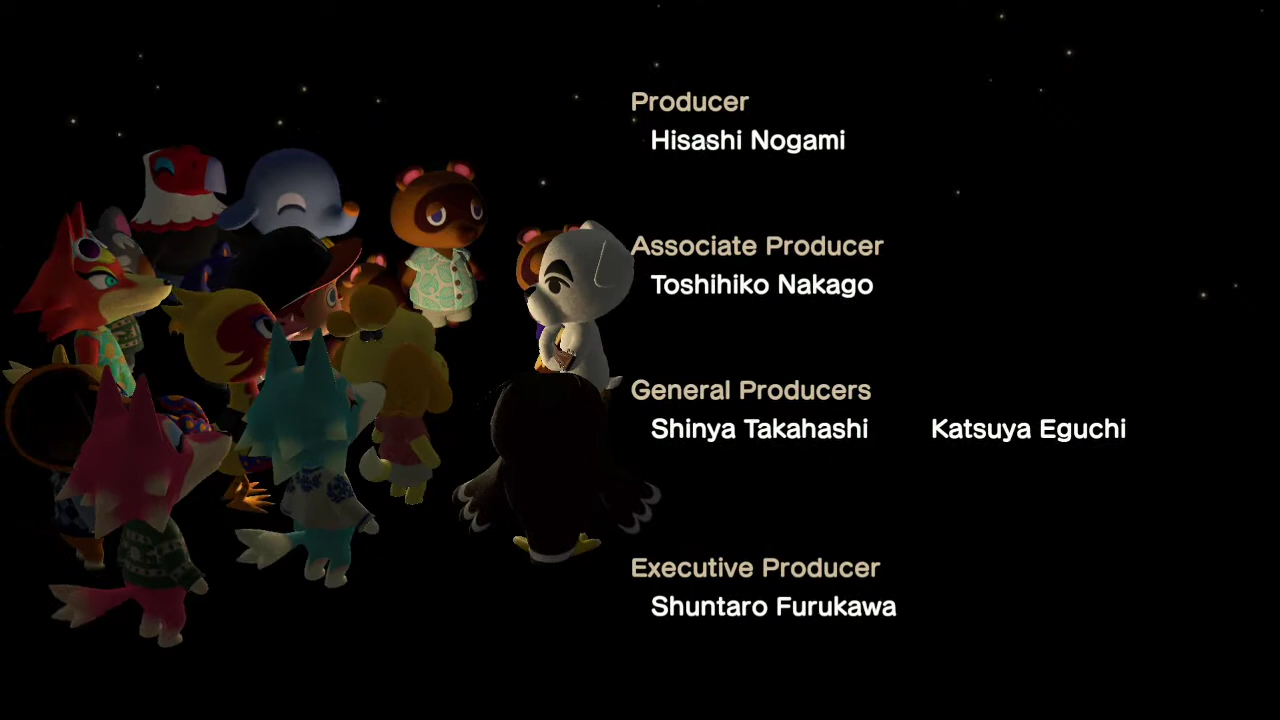 Producer
Hisashi Nogami
Associate Producer
Toshihiko Nakago
General Producers
Shinya Takahashi Katsuya Eguchi
Executive Producer
Shuntaro Furukawa